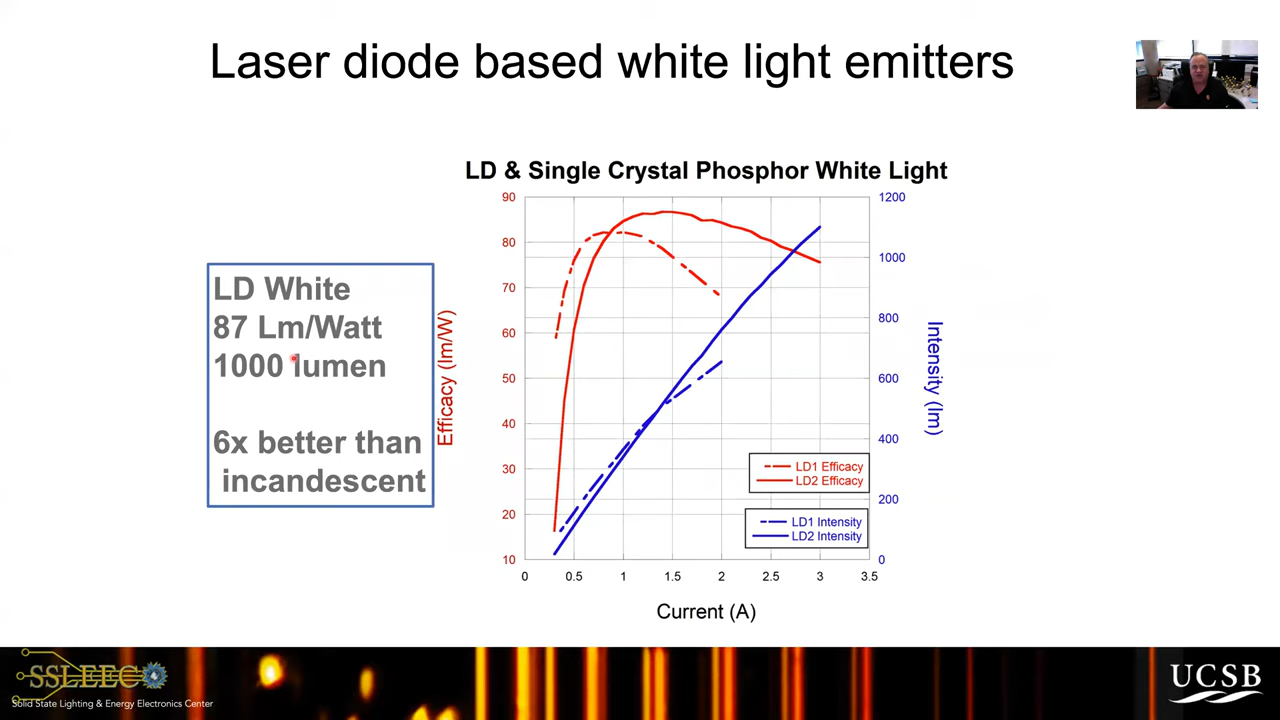 Laser diode based white light emitters
LD & Single Crystal Phosphor White Light
LD White
87 Lm/Watt
1000 lumen
6x better than
incandescent
Efficacy (lm/W)
90
80
70
60
50
40
30
20
10
1200
1000
800
600
400
200
0
Intensity (lm)
LD1 Efficacy
LD2 Efficacy
LD1 Intensity
LD2 Intensity
0 0.5 1 1.5 2 2.5 3 3.5
Current (A)
SSLEEC
Solid State Lighting & Energy Electronics Center
UCSB